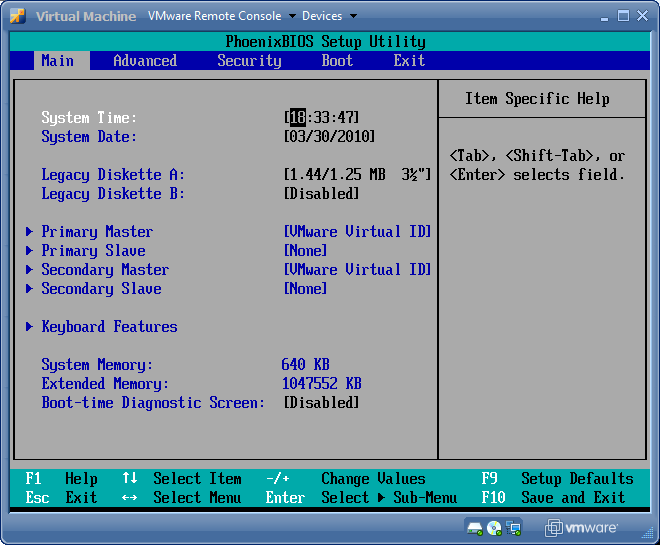 Virtual Machine VMware Remote Console Devices
PhoenixBIOS Setup Utility
Main Advanced Security Boot Exit
Item Specific Help
System Time: [18:33:47]
System Date: [03/30/2010]
<Tab>, <Shift-Tab>, or
<Enter> selects field.
Legacy Diskette A: [1.44/1.25 MB 3½"]
Legacy Diskette B: [Disabled]
Primary Master [VMware Virtual ID]
Primary Slave [None]
Secondary Master [VMware Virtual ID]
Secondary Slave [None]
Keyboard Features
System Memory: 640 KB
Extended Memory: 1047552 KB
Boot-time Diagnostic Screen: [Disabled]
F1 Help ↑↓ Select Item -/+ Change Values F9 Setup Defaults
Esc Exit ↔ Select Menu Enter Select ▶ Sub-Menu F10 Save and Exit
vmware